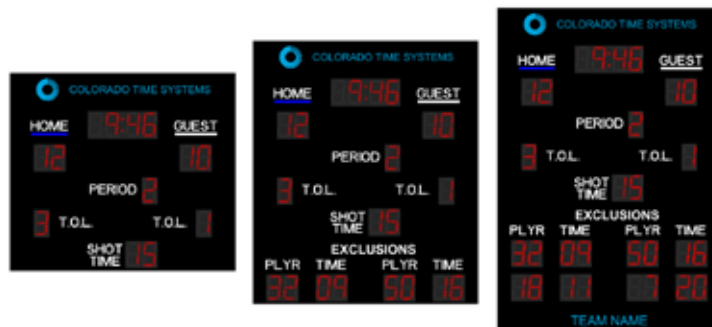 COLORADO TIME SYSTEMS
HOME 9:46 GUEST
12 10
PERIOD 2
3 T.O.L. T.O.L. 1
SHOT TIME 15
COLORADO TIME SYSTEMS
HOME 9:46 GUEST
12 10
PERIOD 2
3 T.O.L. T.O.L. 1
SHOT TIME 15
EXCLUSIONS
PLYR TIME PLYR TIME
32 09 50 16
COLORADO TIME SYSTEMS
HOME 9:46 GUEST
12 10
PERIOD 2
3 T.O.L. T.O.L. 1
SHOT TIME 15
EXCLUSIONS
PLYR TIME PLYR TIME
32 09 50 16
18 11 7 20
TEAM NAME